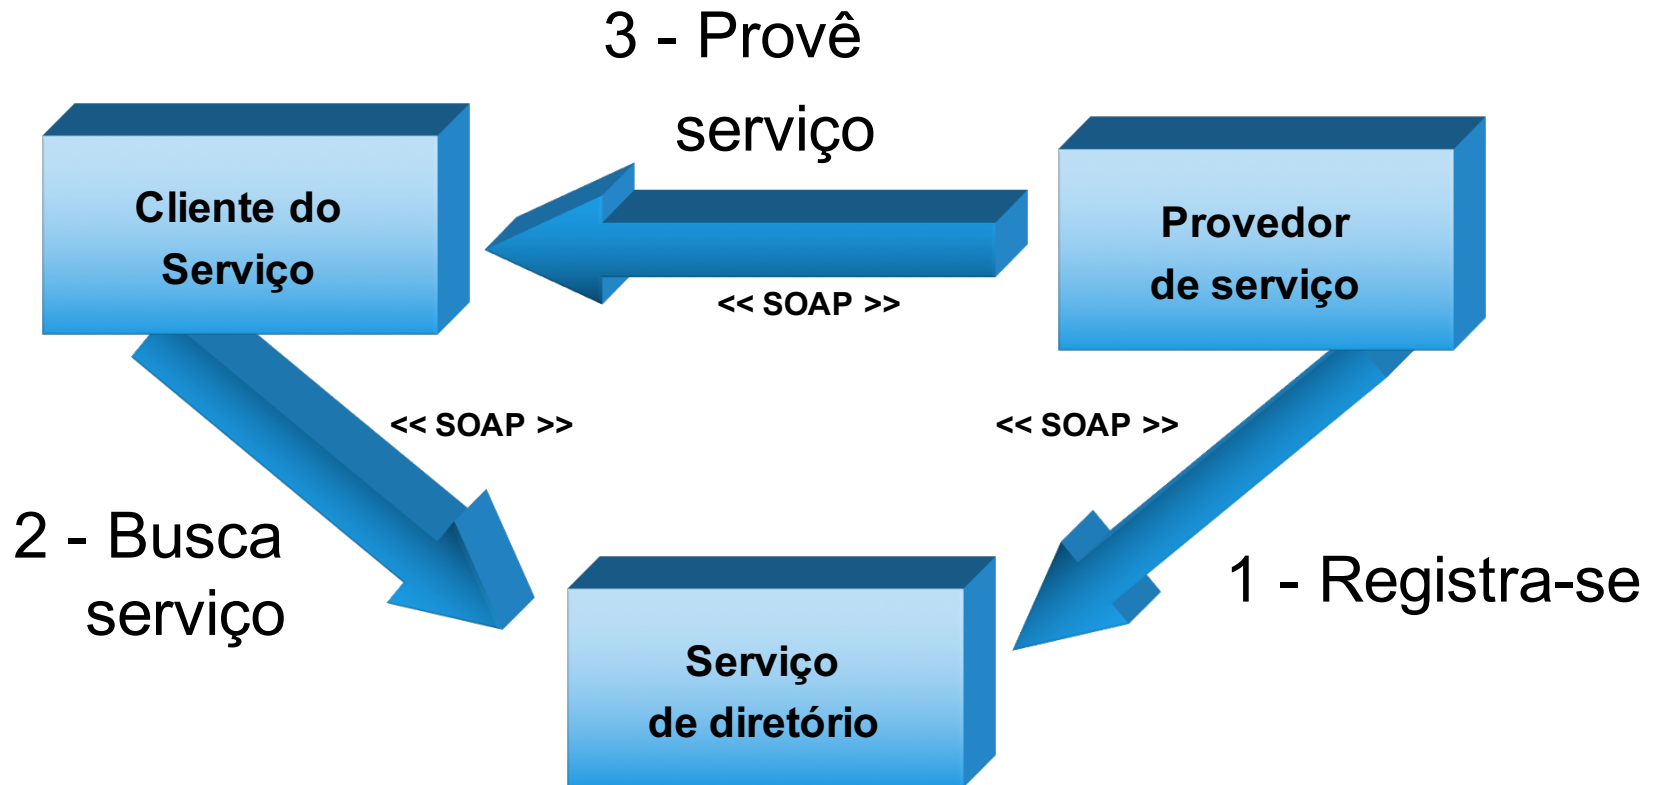 3 - Provê
serviço
Cliente do
Serviço
Provedor
de serviço
<< SOAP >>
<< SOAP >>
<< SOAP >>
2 - Busca
serviço
1 - Registra-se
Serviço
de diretório